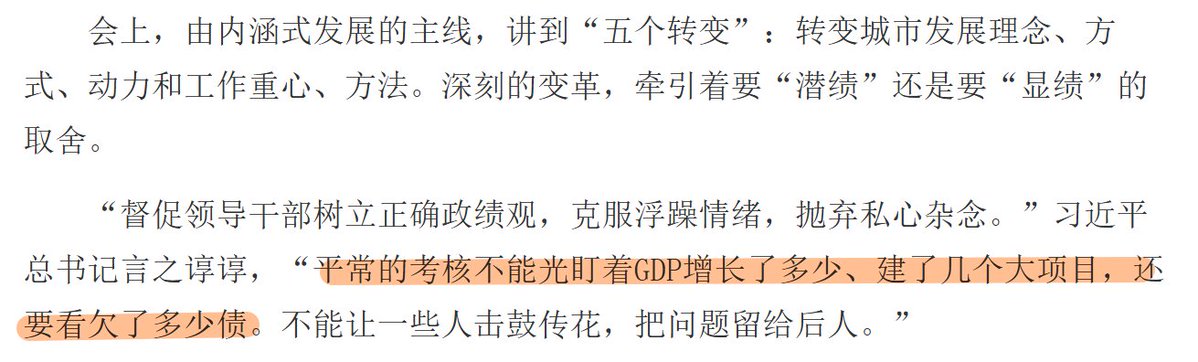 会上，由内涵式发展的主线，讲到“五个转变”：转变城市发展理念、方
式、动力和工作重心、方法。深刻的变革，牵引着要“潜绩”还是要“显绩”的
取舍。
“督促领导干部树立正确政绩观，克服浮躁情绪，抛弃私心杂念。”习近平
总书记言之谆谆，“平常的考核不能光盯着GDP增长了多少、建了几个大项目，还
要看欠了多少债。不能让一些人击鼓传花，把问题留给后人。”